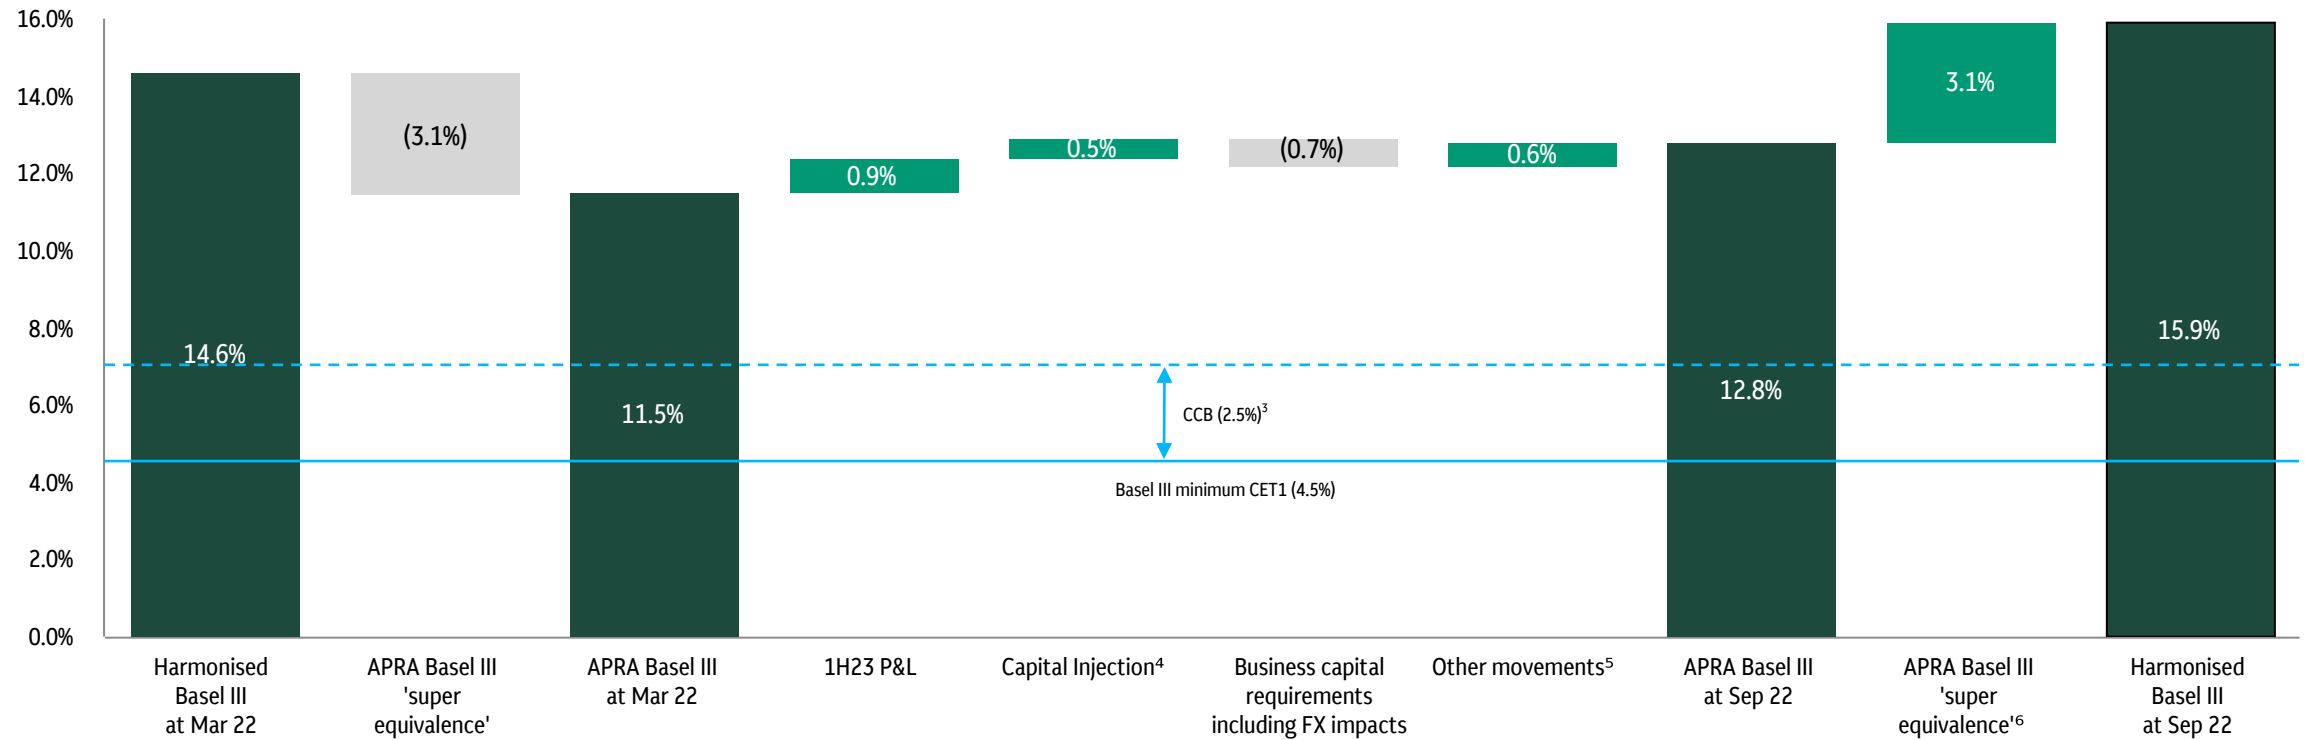 16.0%
14.0%
12.0%
10.0%
8.0%
6.0%
4.0%
2.0%
0.0%
14.6%
(3.1%)
11.5%
0.9%
0.5%
(0.7%)
0.6%
12.8%
3.1%
15.9%
CCB (2.5%)³
Basel III minimum CET1 (4.5%)
Harmonised
Basel III
at Mar 22
APRA Basel III
'super
equivalence'
APRA Basel III
at Mar 22
1H23 P&L
Capital Injection⁴
Business capital
requirements
including FX impacts
Other movements⁵
APRA Basel III
at Sep 22
APRA Basel III
'super
equivalence'⁶
Harmonised
Basel III
at Sep 22